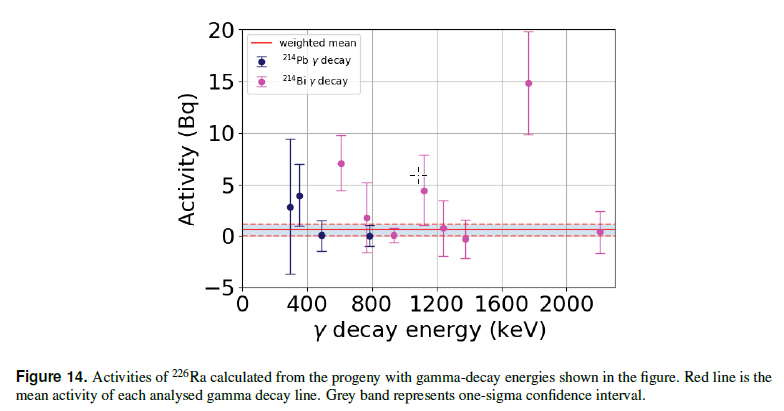 20
15
10
5
0
−5
Activity (Bq)
weighted mean
²¹⁴Pb γ decay
²¹⁴Bi γ decay
0 400 800 1200 1600 2000
γ decay energy (keV)
Figure 14. Activities of ²²⁶Ra calculated from the progeny with gamma-decay energies shown in the figure. Red line is the
mean activity of each analysed gamma decay line. Grey band represents one-sigma confidence interval.